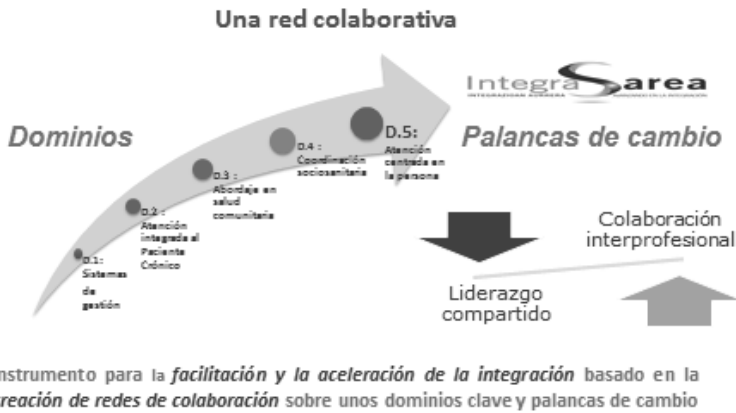 Una red colaborativa
IntegraSarea
Dominios
Palancas de cambio
D.5:
Atención
centrada en
la persona
D.4 :
Coordinación
sociosanitaria
D.3 :
Abordaje en
salud
comunitaria
D.2 :
Atención
integrada al
Paciente
Crónico
D.1:
Sistemas
de
gestión
Colaboración
interprofesional
Liderazgo
compartido
nstrumento para la facilitación y la aceleración de la integración basado en la
reación de redes de colaboración sobre unos dominios clave y palancas de cambio